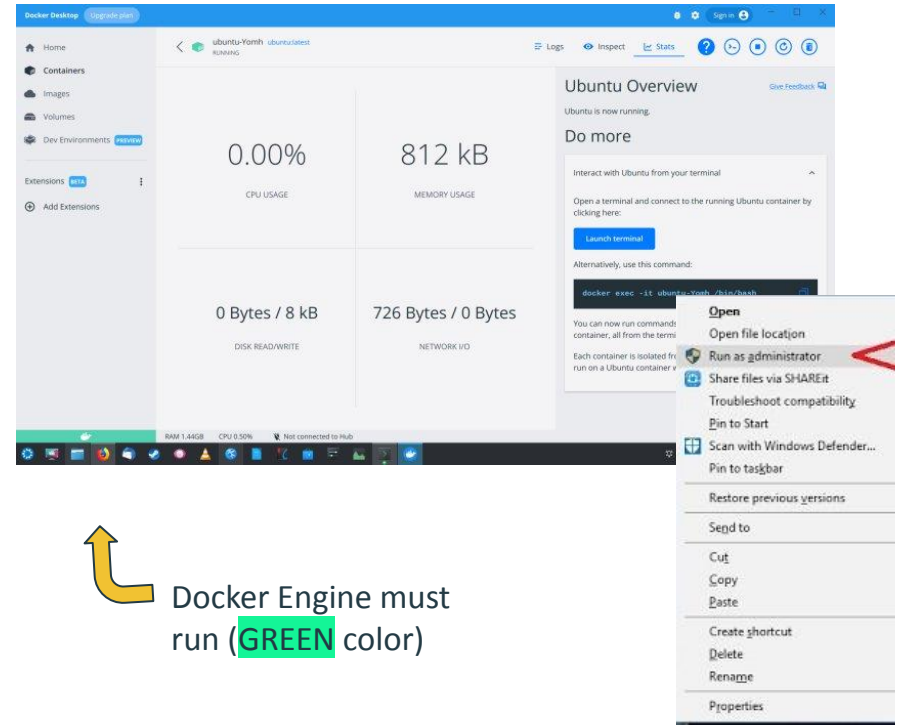 Docker Desktop Upgrade plan
Sign in
Home
Containers
Images
Volumes
Dev Environments PREVIEW
Extensions BETA
Add Extensions
ubuntu-Yomh ubuntu:latest
RUNNING
Logs Inspect Stats
0.00%
CPU USAGE
812 kB
MEMORY USAGE
0 Bytes / 8 kB
DISK READ/WRITE
726 Bytes / 0 Bytes
NETWORK I/O
Ubuntu Overview
Give Feedback
Ubuntu is now running.
Do more
Interact with Ubuntu from your terminal
Open a terminal and connect to the running Ubuntu container by
clicking here:
Launch terminal
Alternatively, use this command:
docker exec -it ubuntu-Yomh /bin/bash
You can now run commands
container, all from the termi
Each container is isolated fr
run on a Ubuntu container w
RAM 1.44GB CPU 0.50% Not connected to Hub
Open
Open file location
Run as administrator
Share files via SHAREit
Troubleshoot compatibility
Pin to Start
Scan with Windows Defender...
Pin to taskbar
Restore previous versions
Send to
Cut
Copy
Paste
Create shortcut
Delete
Rename
Properties
Docker Engine must
run (GREEN color)